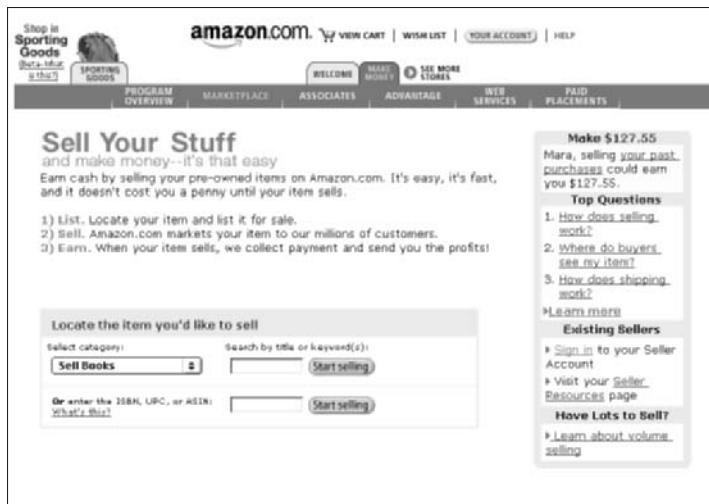 Shop in
Sporting
Goods
(Beta-What
is this?)
SPORTING
GOODS
amazon.com.
VIEW CART | WISH LIST | YOUR ACCOUNT | HELP
WELCOME
MAKE
MONEY
SEE MORE
STORES
PROGRAM
OVERVIEW
MARKETPLACE
ASSOCIATES
ADVANTAGE
WEB
SERVICES
PAID
PLACEMENTS
Sell Your Stuff
and make money--it's that easy
Earn cash by selling your pre-owned items on Amazon.com. It's easy, it's fast,
and it doesn't cost you a penny until your item sells.
1) List. Locate your item and list it for sale.
2) Sell. Amazon.com markets your item to our millions of customers.
3) Earn. When your item sells, we collect payment and send you the profits!
Locate the item you'd like to sell
Select category:
Search by title or keyword(s):
Sell Books
Start selling
Or enter the ISBN, UPC, or ASIN:
What's this?
Start selling
Make $127.55
Mara, selling your past
purchases could earn
you $127.55.
Top Questions
1. How does selling
work?
2. Where do buyers
see my item?
3. How does shipping
work?
Learn more
Existing Sellers
Sign in to your Seller
Account
Visit your Seller
Resources page
Have Lots to Sell?
Learn about volume
selling